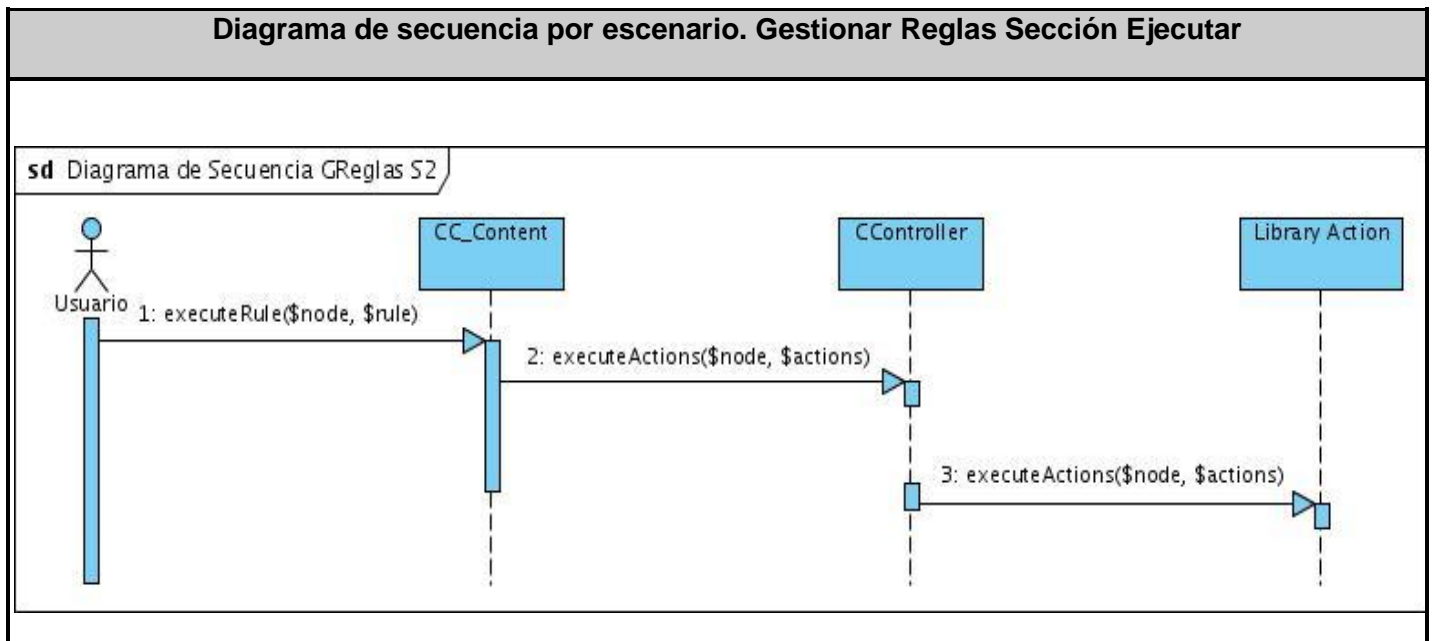 Diagrama de secuencia por escenario. Gestionar Reglas Sección Ejecutar
sd Diagrama de Secuencia GReglas S2
CC_Content
CController
Library Action
Usuario
1: executeRule($node, $rule)
2: executeActions($node, $actions)
3: executeActions($node, $actions)